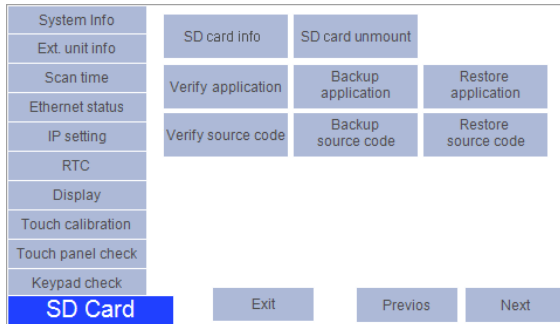 System Info
Ext. unit info
Scan time
Ethernet status
IP setting
RTC
Display
Touch calibration
Touch panel check
Keypad check
SD Card
SD card info
SD card unmount
Verify application
Backup
application
Restore
application
Verify source code
Backup
source code
Restore
source code
Exit
Previos
Next